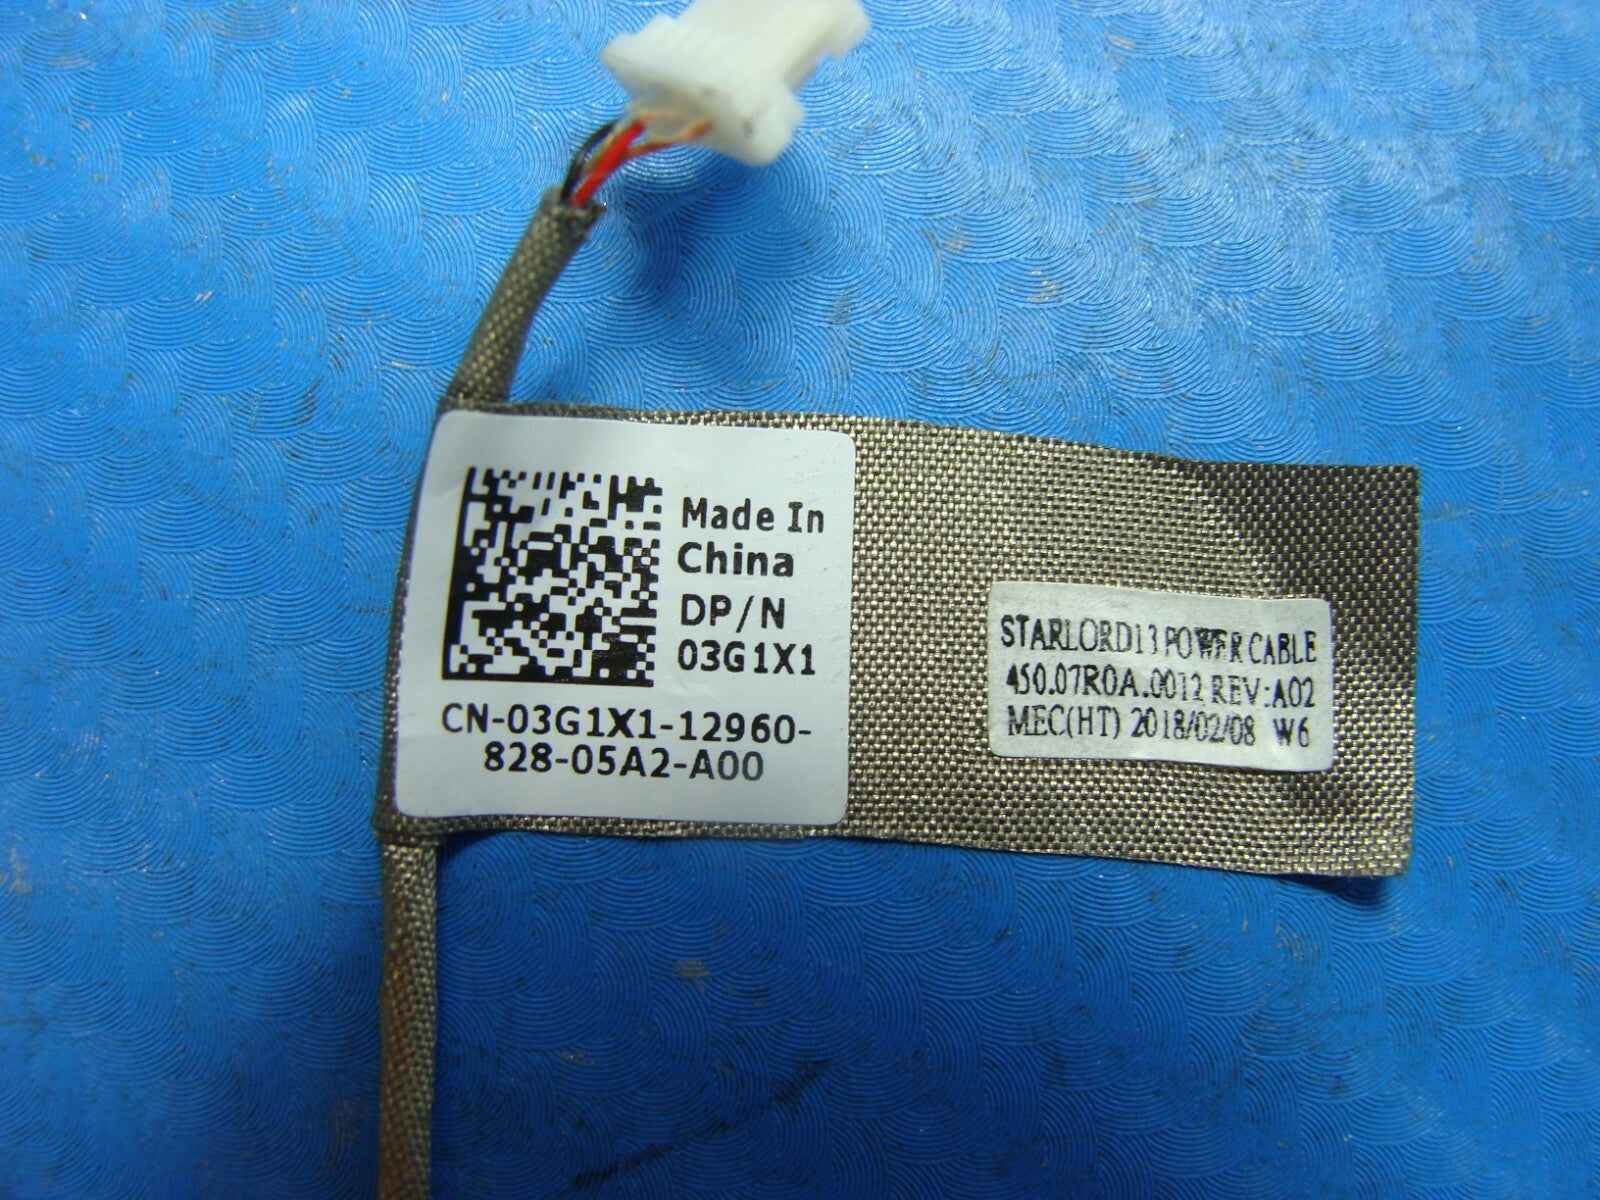 Made In
China
DP/N
03G1X1
CN-03G1X1-12960-
828-05A2-A00
STARLORD13 POWER CABLE
450.07R0A.0012 REV:A02
MEC(HT) 2018/02/08 W6